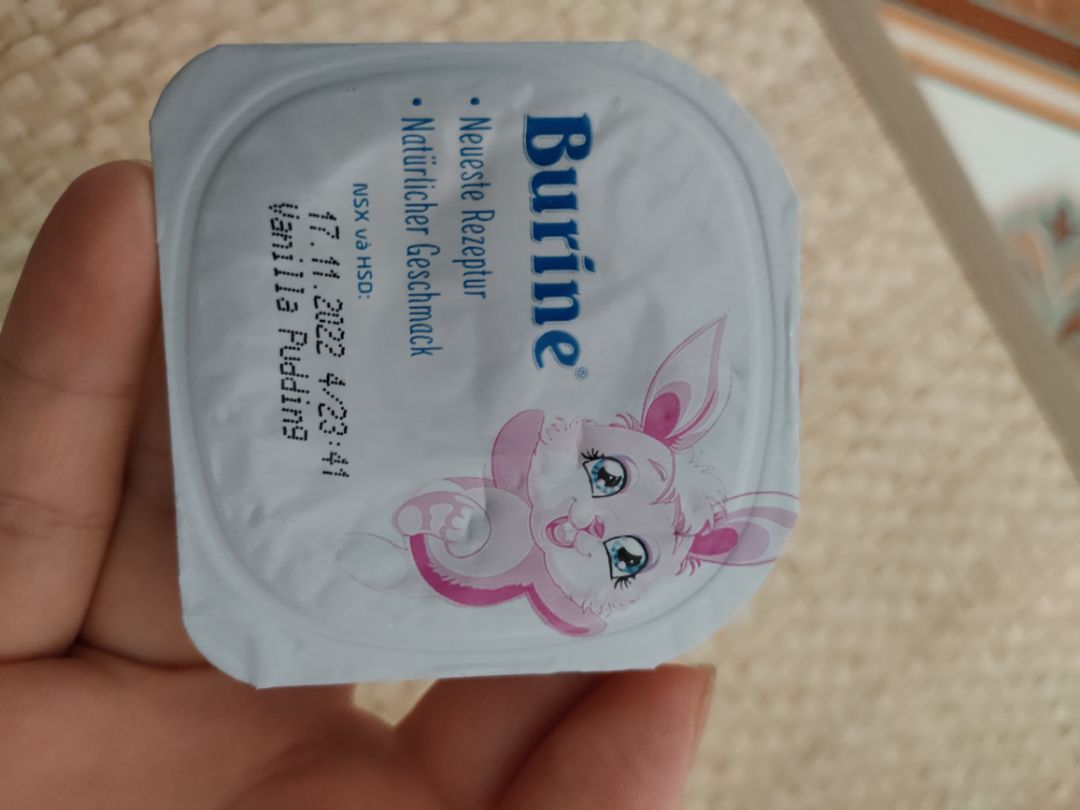 Burine®
• Neueste Rezeptur
• Natürlicher Geschmack
NSX và HSD:
17.11.2022 4/23:41
Vanilla Pudding